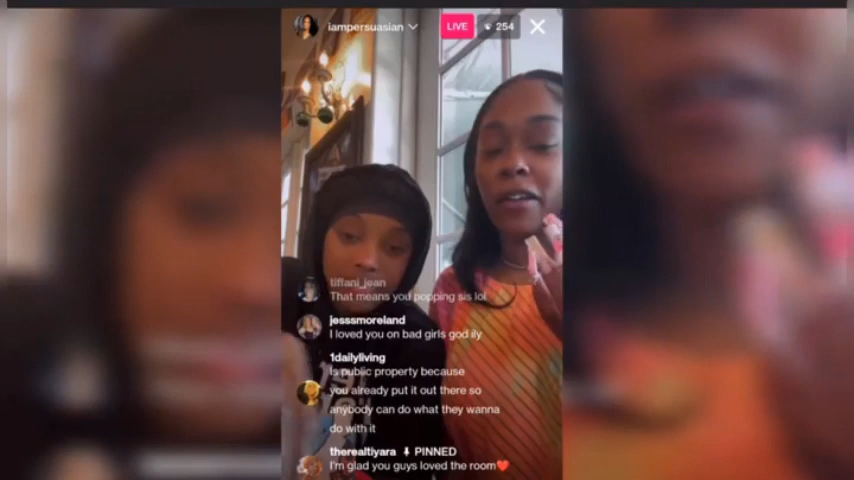 iampersuasian
LIVE
254
tiffani_jean
That means you popping sis lol
jesssmoreland
I loved you on bad girls god ily
1dailyliving
Is public property because
you already put it out there so
anybody can do what they wanna
do with it
therealtiyara PINNED
I'm glad you guys loved the room❤️